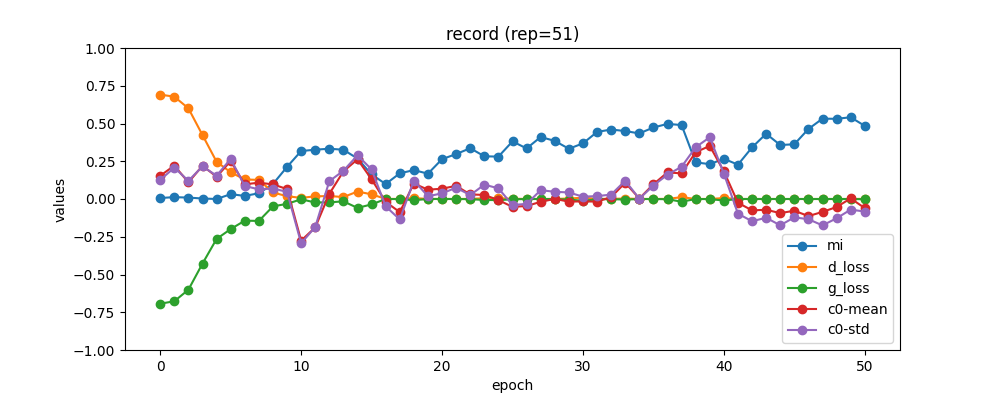 record (rep=51)
1.00
0.75
0.50
0.25
0.00
−0.25
−0.50
−0.75
−1.00
values
0 10 20 30 40 50
epoch
mi
d_loss
g_loss
c0-mean
c0-std